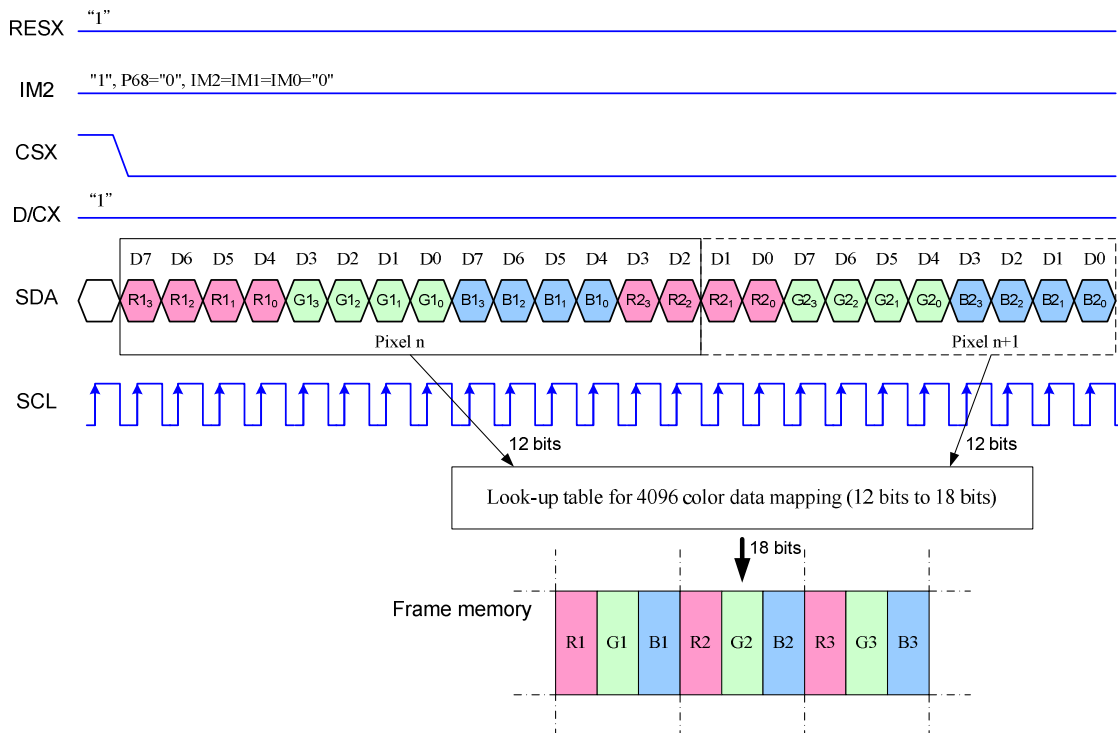 RESX “1”
IM2 "1", P68="0", IM2=IM1=IM0="0"
CSX
D/CX “1”
D7 D6 D5 D4 D3 D2 D1 D0 D7 D6 D5 D4 D3 D2 D1 D0 D7 D6 D5 D4 D3 D2 D1 D0
SDA R1₃ R1₂ R1₁ R1₀ G1₃ G1₂ G1₁ G1₀ B1₃ B1₂ B1₁ B1₀ R2₃ R2₂ R2₁ R2₀ G2₃ G2₂ G2₁ G2₀ B2₃ B2₂ B2₁ B2₀
Pixel n Pixel n+1
SCL
12 bits 12 bits
Look-up table for 4096 color data mapping (12 bits to 18 bits)
18 bits
Frame memory
R1 G1 B1 R2 G2 B2 R3 G3 B3